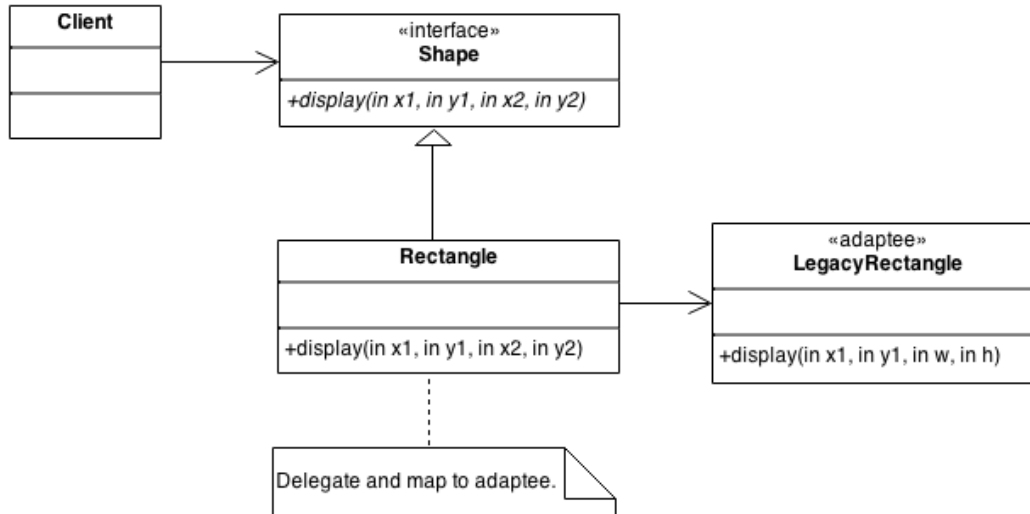 Client
«interface»
Shape
+display(in x1, in y1, in x2, in y2)
Rectangle
+display(in x1, in y1, in x2, in y2)
«adaptee»
LegacyRectangle
+display(in x1, in y1, in w, in h)
Delegate and map to adaptee.